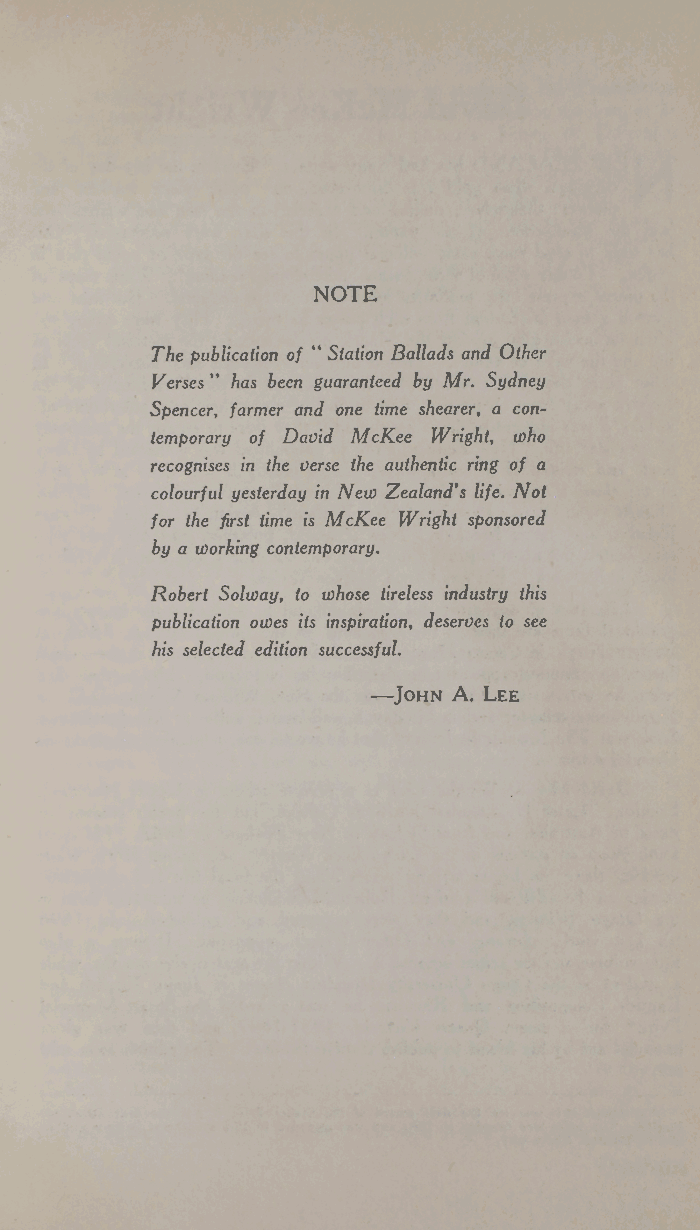 NOTE
The publication of “ Station Ballads and Other
Verses ” has been guaranteed by Mr. Sydney
Spencer, farmer and one time shearer, a con-
temporary of David McKee Wright, who
recognises in the verse the authentic ring of a
colourful yesterday in New Zealand's life. Not
for the first time is McKee Wright sponsored
by a working contemporary.
Robert Solway, to whose tireless industry this
publication owes its inspiration, deserves to see
his selected edition successful.
—John A. Lee